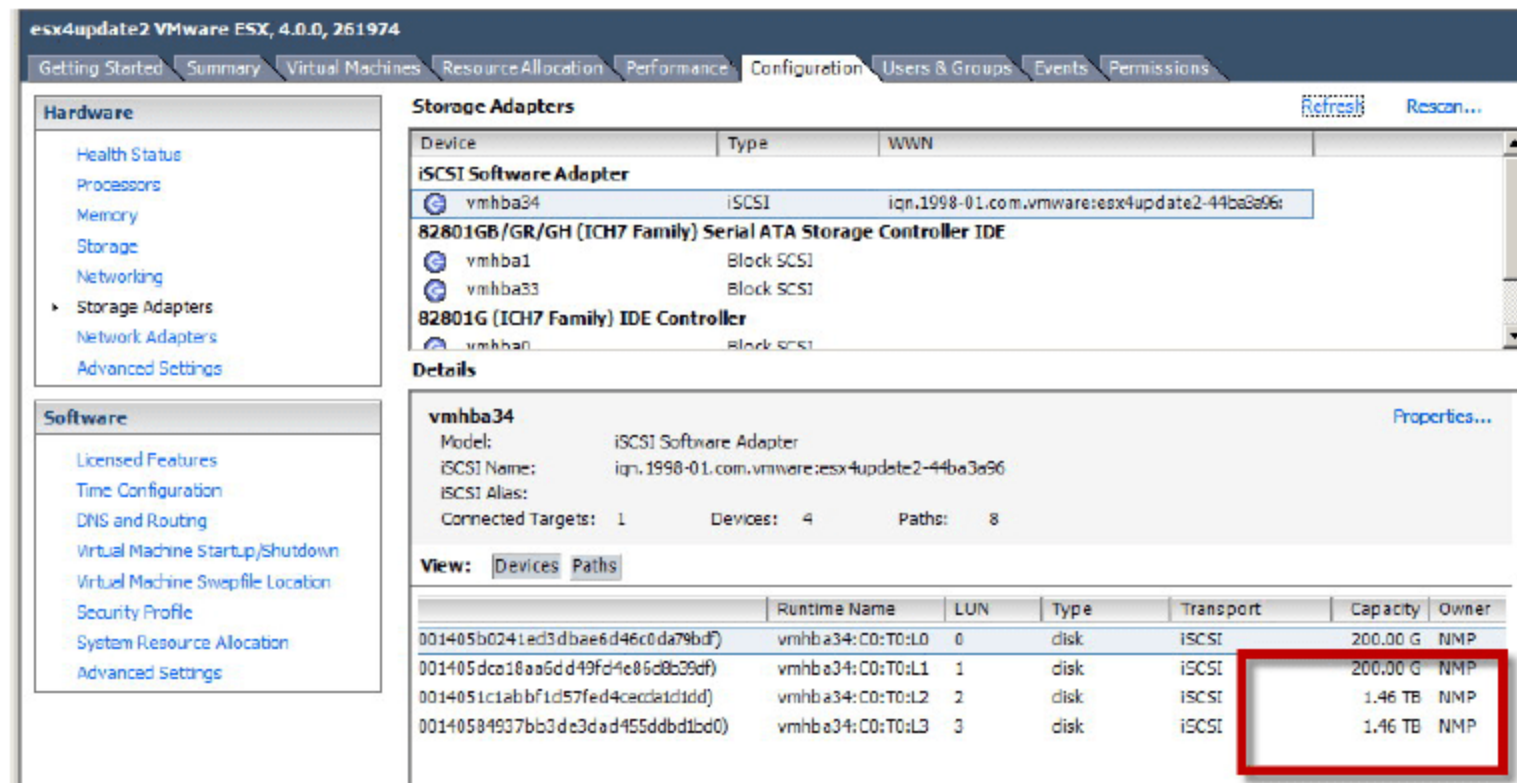 esx4update2 VMware ESX, 4.0.0, 261974
Getting Started Summary Virtual Machines Resource Allocation Performance Configuration Users & Groups Events Permissions
Hardware
Health Status
Processors
Memory
Storage
Networking
Storage Adapters
Network Adapters
Advanced Settings
Software
Licensed Features
Time Configuration
DNS and Routing
Virtual Machine Startup/Shutdown
Virtual Machine Swapfile Location
Security Profile
System Resource Allocation
Advanced Settings
Storage Adapters Refresh Rescan...
Device Type WWN
iSCSI Software Adapter
vmhba34 iSCSI iqn.1998-01.com.vmware:esx4update2-44ba3a96:
82801GB/GR/GH (ICH7 Family) Serial ATA Storage Controller IDE
vmhba1 Block SCSI
vmhba33 Block SCSI
82801G (ICH7 Family) IDE Controller
vmhba0 Block SCSI
Details
vmhba34 Properties...
Model: iSCSI Software Adapter
iSCSI Name: iqn.1998-01.com.vmware:esx4update2-44ba3a96
iSCSI Alias:
Connected Targets: 1 Devices: 4 Paths: 8
View: Devices Paths
Runtime Name LUN Type Transport Capacity Owner
vmhba34:C0:T0:L0 0 disk iSCSI 200.00 G NMP
vmhba34:C0:T0:L1 1 disk iSCSI 200.00 G NMP
vmhba34:C0:T0:L2 2 disk iSCSI 1.46 TB NMP
vmhba34:C0:T0:L3 3 disk iSCSI 1.46 TB NMP